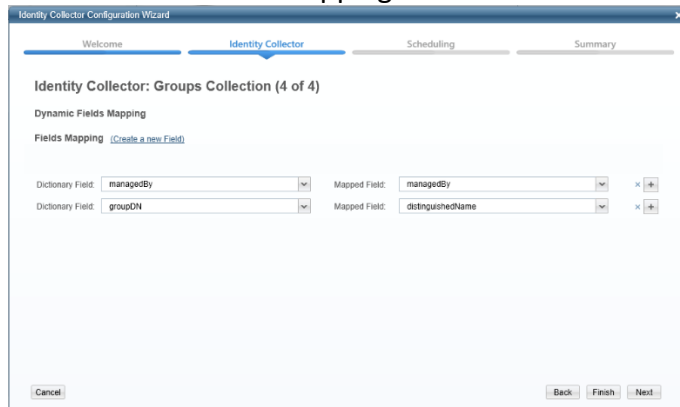 pping
Identity Collector Configuration Wizard
Welcome Identity Collector Scheduling Summary
Identity Collector: Groups Collection (4 of 4)
Dynamic Fields Mapping
Fields Mapping (Create a new Field)
Dictionary Field: managedBy Mapped Field: managedBy × +
Dictionary Field: groupDN Mapped Field: distinguishedName × +
Cancel Back Finish Next